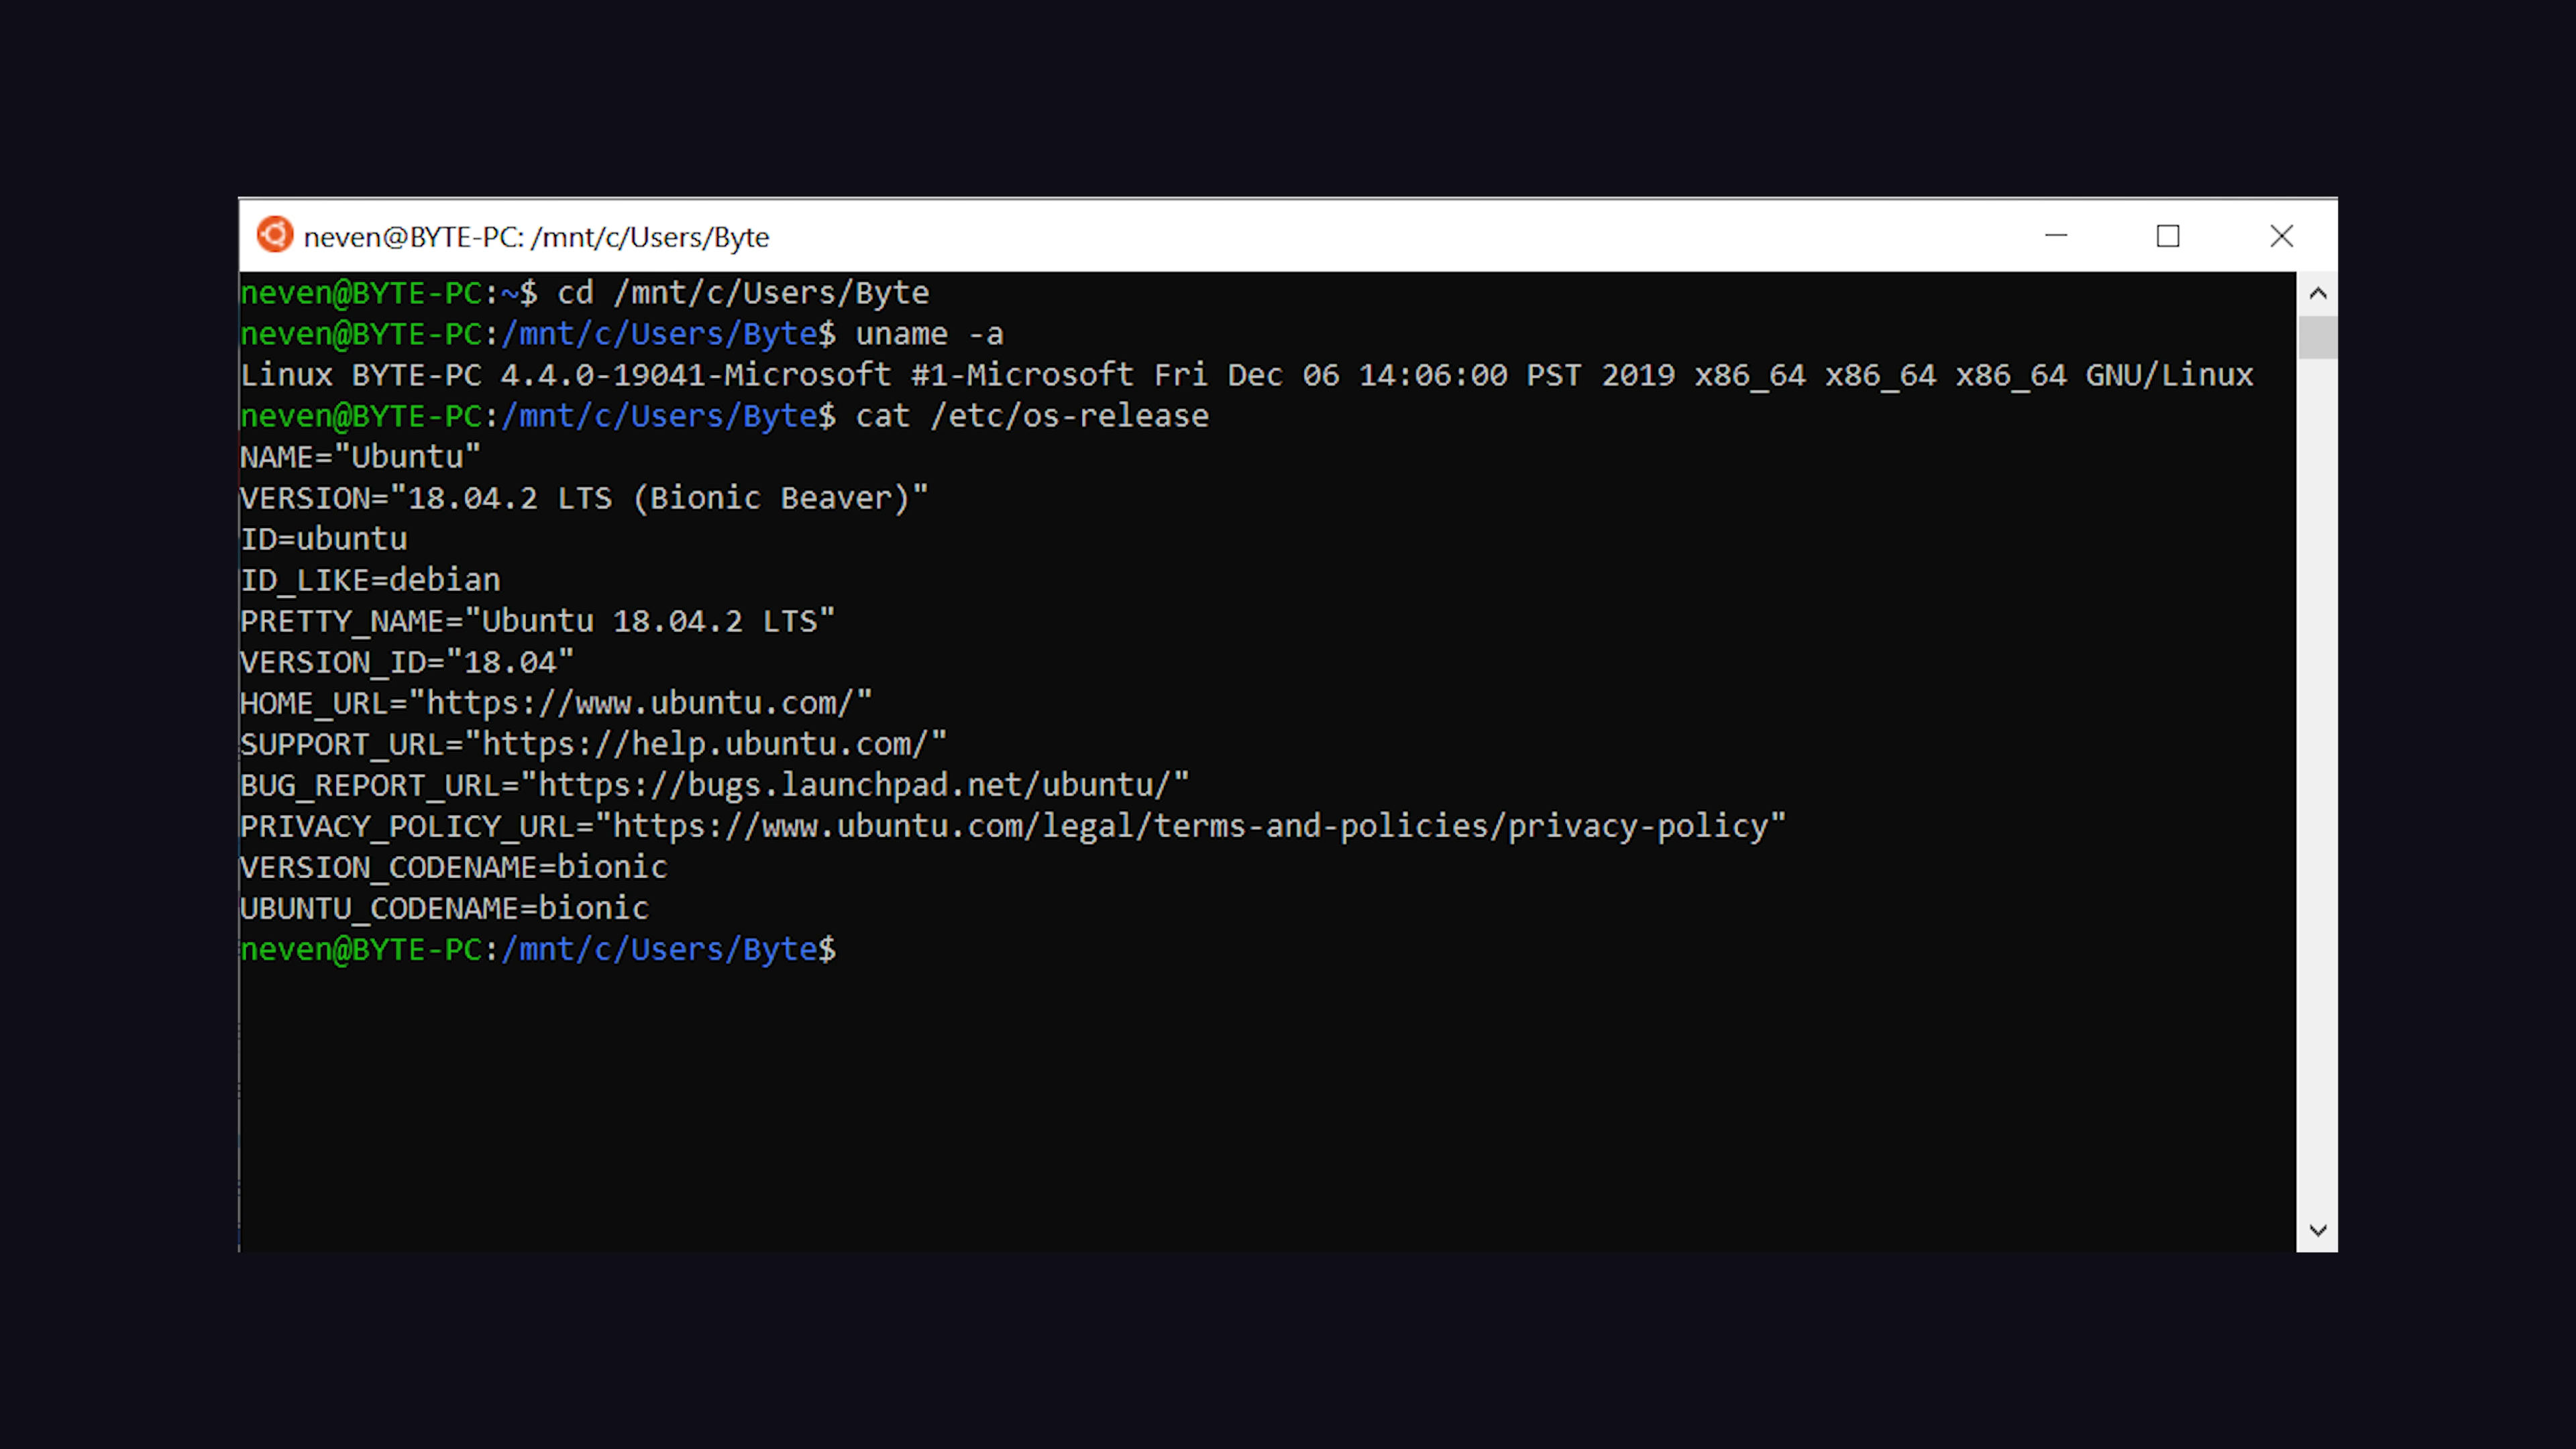 neven@BYTE-PC: /mnt/c/Users/Byte
neven@BYTE-PC:~$ cd /mnt/c/Users/Byte
neven@BYTE-PC:/mnt/c/Users/Byte$ uname -a
Linux BYTE-PC 4.4.0-19041-Microsoft #1-Microsoft Fri Dec 06 14:06:00 PST 2019 x86_64 x86_64 x86_64 GNU/Linux
neven@BYTE-PC:/mnt/c/Users/Byte$ cat /etc/os-release
NAME="Ubuntu"
VERSION="18.04.2 LTS (Bionic Beaver)"
ID=ubuntu
ID_LIKE=debian
PRETTY_NAME="Ubuntu 18.04.2 LTS"
VERSION_ID="18.04"
HOME_URL="https://www.ubuntu.com/"
SUPPORT_URL="https://help.ubuntu.com/"
BUG_REPORT_URL="https://bugs.launchpad.net/ubuntu/"
PRIVACY_POLICY_URL="https://www.ubuntu.com/legal/terms-and-policies/privacy-policy"
VERSION_CODENAME=bionic
UBUNTU_CODENAME=bionic
neven@BYTE-PC:/mnt/c/Users/Byte$